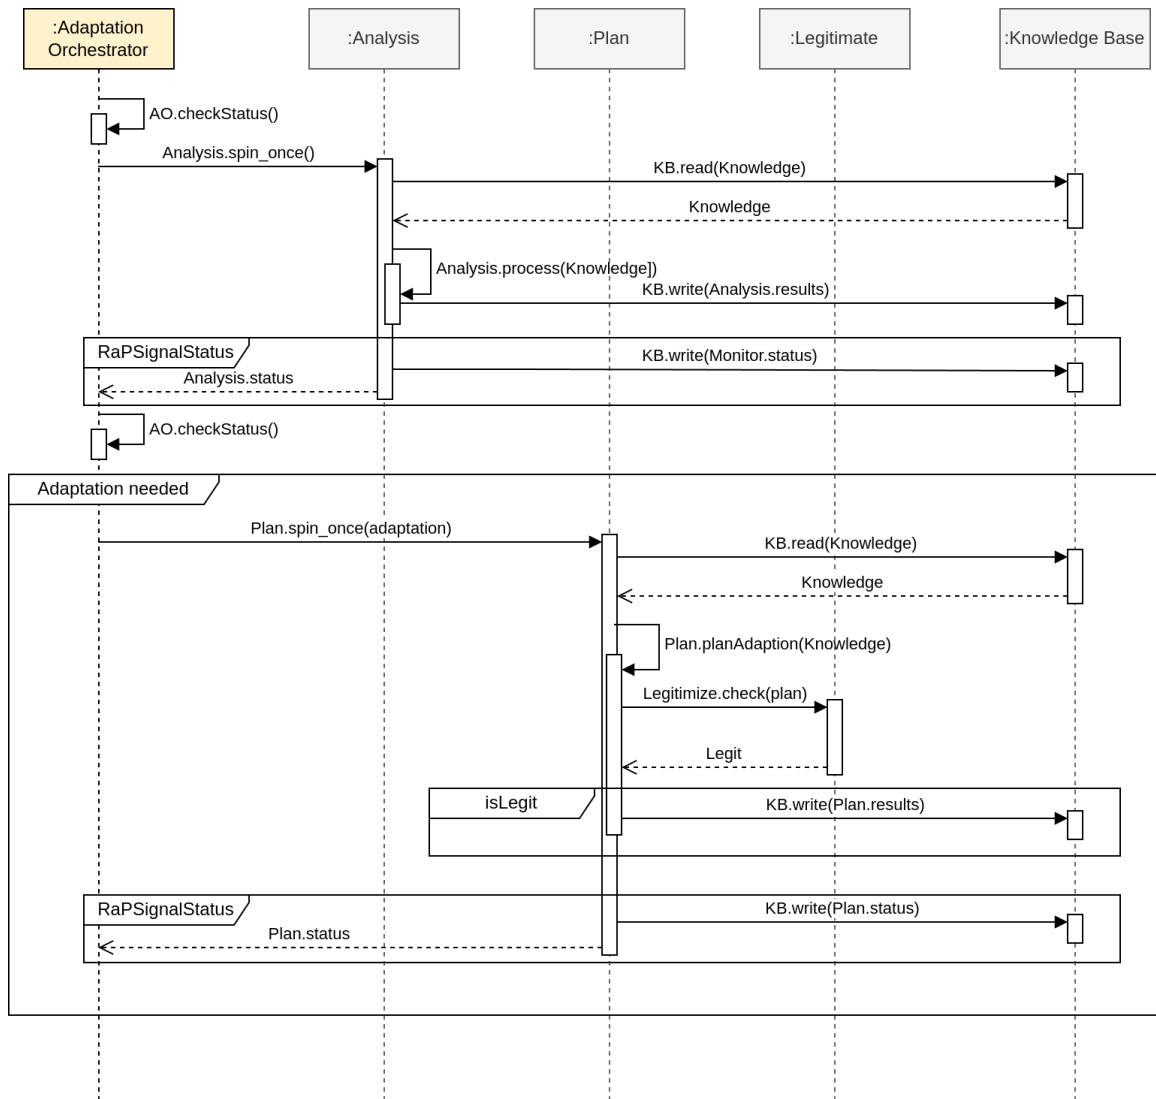 :Adaptation
Orchestrator
:Analysis
:Plan
:Legitimate
:Knowledge Base
AO.checkStatus()
Analysis.spin_once()
KB.read(Knowledge)
Knowledge
Analysis.process(Knowledge])
KB.write(Analysis.results)
RaPSignalStatus
KB.write(Monitor.status)
Analysis.status
AO.checkStatus()
Adaptation needed
Plan.spin_once(adaptation)
KB.read(Knowledge)
Knowledge
Plan.planAdaption(Knowledge)
Legitimize.check(plan)
Legit
isLegit
KB.write(Plan.results)
RaPSignalStatus
KB.write(Plan.status)
Plan.status